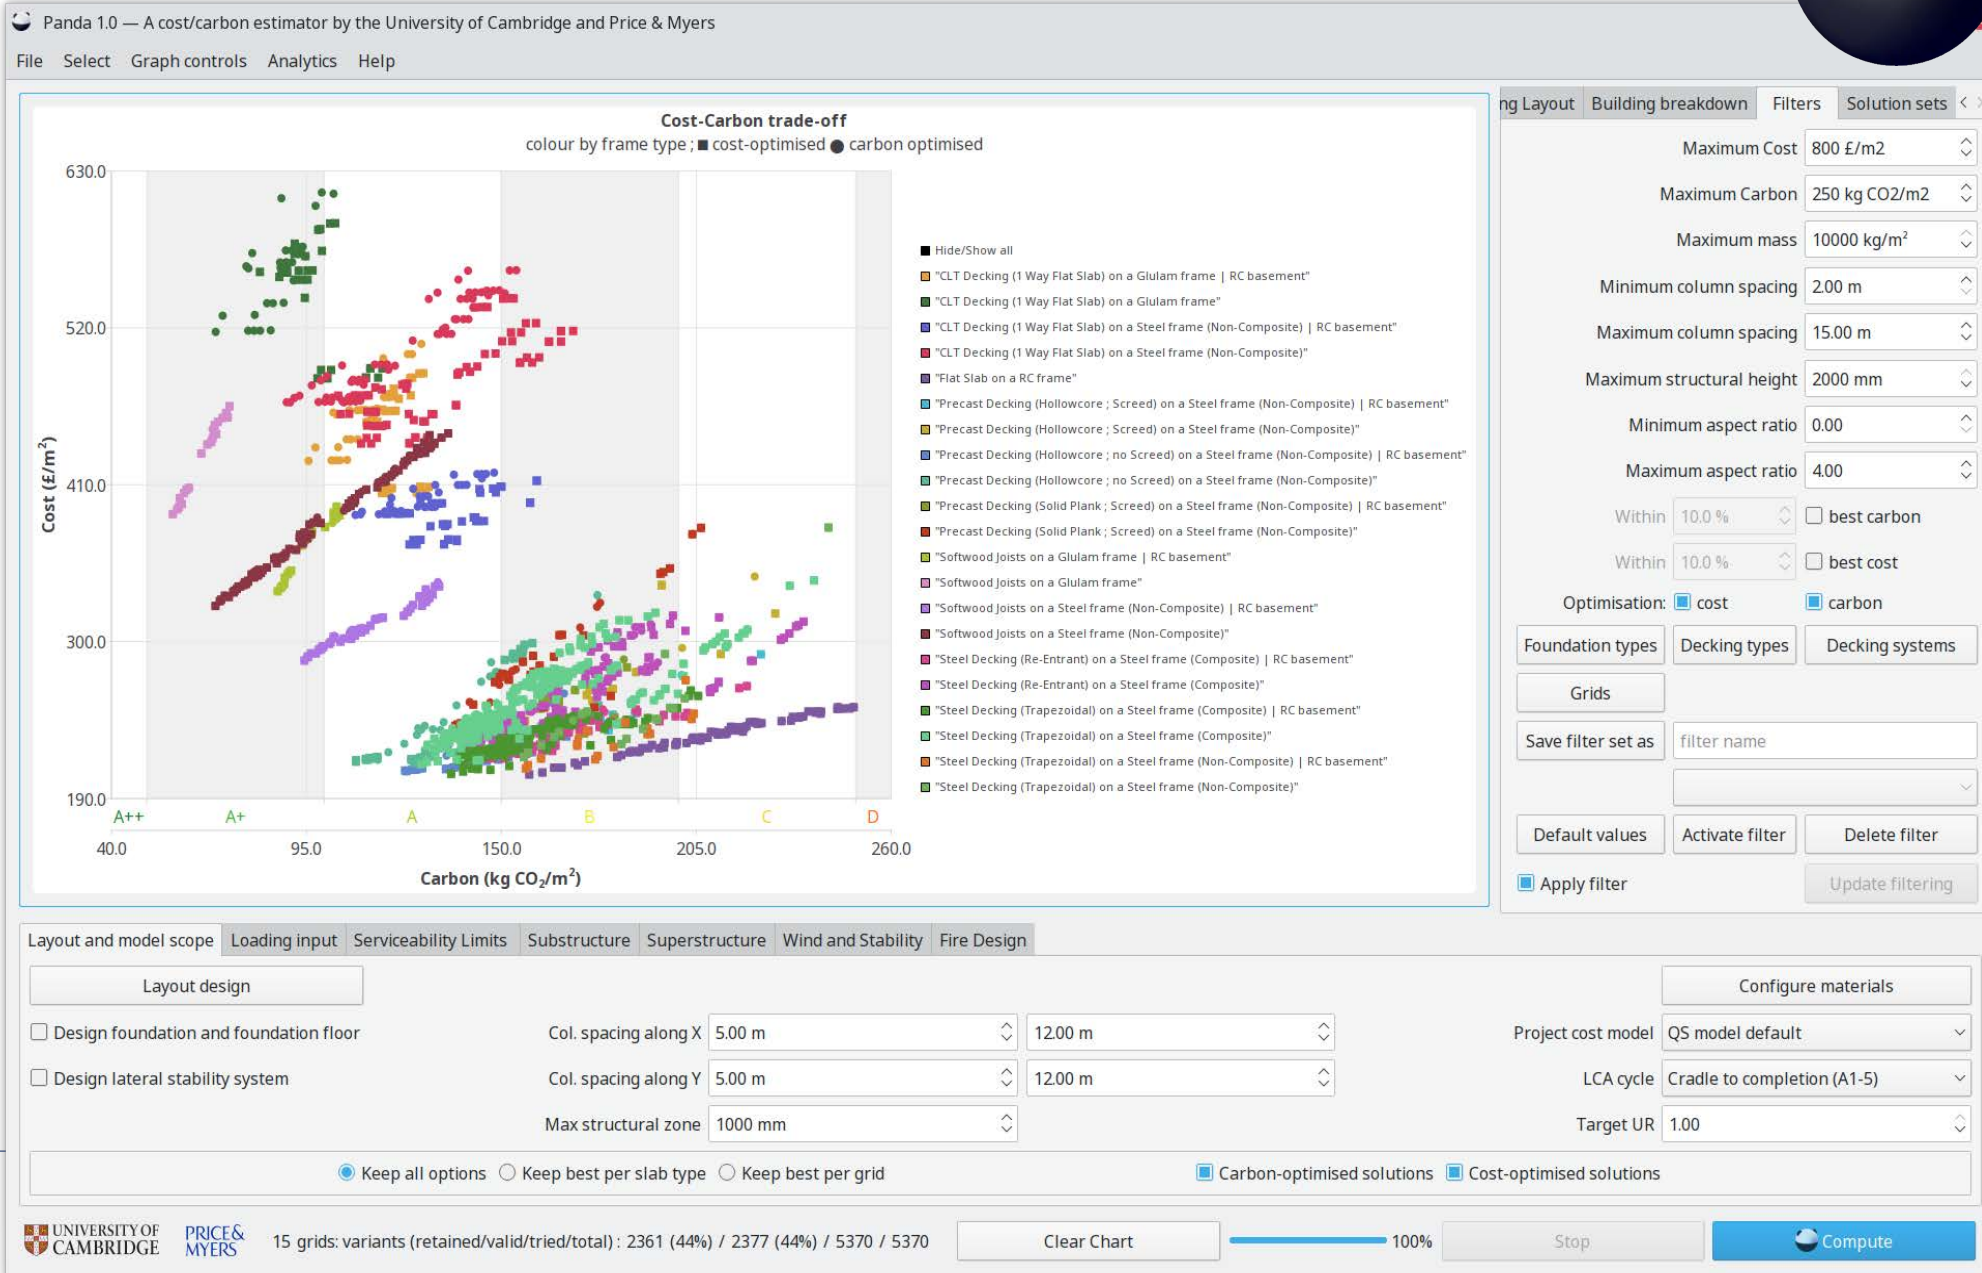 Panda 1.0 — A cost/carbon estimator by the University of Cambridge and Price & Myers
File Select Graph controls Analytics Help
Cost-Carbon trade-off
colour by frame type ; ■ cost-optimised ● carbon optimised
630.0
520.0
410.0
300.0
190.0
Cost (£/m²)
A++ A+ A B C D
40.0 95.0 150.0 205.0 260.0
Carbon (kg CO₂/m²)
Hide/Show all
"CLT Decking (1 Way Flat Slab) on a Glulam frame | RC basement"
"CLT Decking (1 Way Flat Slab) on a Glulam frame"
"CLT Decking (1 Way Flat Slab) on a Steel frame (Non-Composite) | RC basement"
"CLT Decking (1 Way Flat Slab) on a Steel frame (Non-Composite)"
"Flat Slab on a RC frame"
"Precast Decking (Hollowcore ; Screed) on a Steel frame (Non-Composite) | RC basement"
"Precast Decking (Hollowcore ; Screed) on a Steel frame (Non-Composite)"
"Precast Decking (Hollowcore ; no Screed) on a Steel frame (Non-Composite) | RC basement"
"Precast Decking (Hollowcore ; no Screed) on a Steel frame (Non-Composite)"
"Precast Decking (Solid Plank ; Screed) on a Steel frame (Non-Composite) | RC basement"
"Precast Decking (Solid Plank ; Screed) on a Steel frame (Non-Composite)"
"Softwood Joists on a Glulam frame | RC basement"
"Softwood Joists on a Glulam frame"
"Softwood Joists on a Steel frame (Non-Composite) | RC basement"
"Softwood Joists on a Steel frame (Non-Composite)"
"Steel Decking (Re-Entrant) on a Steel frame (Composite) | RC basement"
"Steel Decking (Re-Entrant) on a Steel frame (Composite)"
"Steel Decking (Trapezoidal) on a Steel frame (Composite) | RC basement"
"Steel Decking (Trapezoidal) on a Steel frame (Composite)"
"Steel Decking (Trapezoidal) on a Steel frame (Non-Composite) | RC basement"
"Steel Decking (Trapezoidal) on a Steel frame (Non-Composite)"
ng Layout Building breakdown Filters Solution sets
Maximum Cost 800 £/m2
Maximum Carbon 250 kg CO2/m2
Maximum mass 10000 kg/m²
Minimum column spacing 2.00 m
Maximum column spacing 15.00 m
Maximum structural height 2000 mm
Minimum aspect ratio 0.00
Maximum aspect ratio 4.00
Within 10.0 % best carbon
Within 10.0 % best cost
Optimisation: cost carbon
Foundation types Decking types Decking systems
Grids
Save filter set as filter name
Default values Activate filter Delete filter
Apply filter Update filtering
Layout and model scope Loading input Serviceability Limits Substructure Superstructure Wind and Stability Fire Design
Layout design Configure materials
Design foundation and foundation floor Col. spacing along X 5.00 m 12.00 m Project cost model QS model default
Design lateral stability system Col. spacing along Y 5.00 m 12.00 m LCA cycle Cradle to completion (A1-5)
Max structural zone 1000 mm Target UR 1.00
Keep all options Keep best per slab type Keep best per grid Carbon-optimised solutions Cost-optimised solutions
UNIVERSITY OF
CAMBRIDGE
PRICE&
MYERS
15 grids: variants (retained/valid/tried/total) : 2361 (44%) / 2377 (44%) / 5370 / 5370 Clear Chart 100% Stop Compute